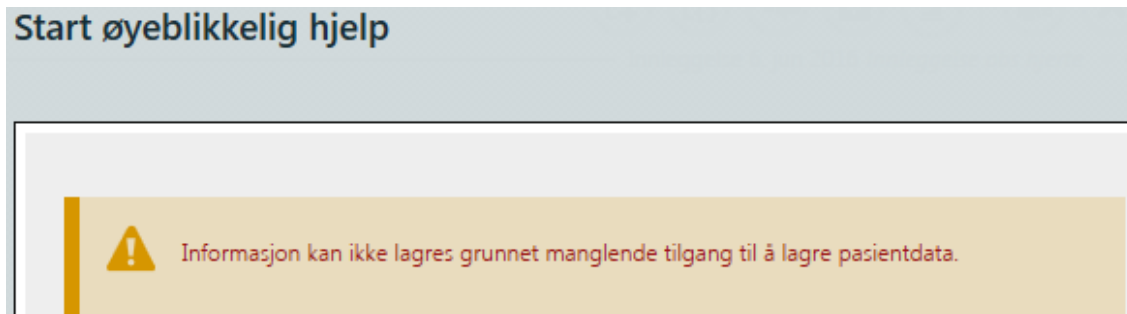 Start øyeblikkelig hjelp
Informasjon kan ikke lagres grunnet manglende tilgang til å lagre pasientdata.